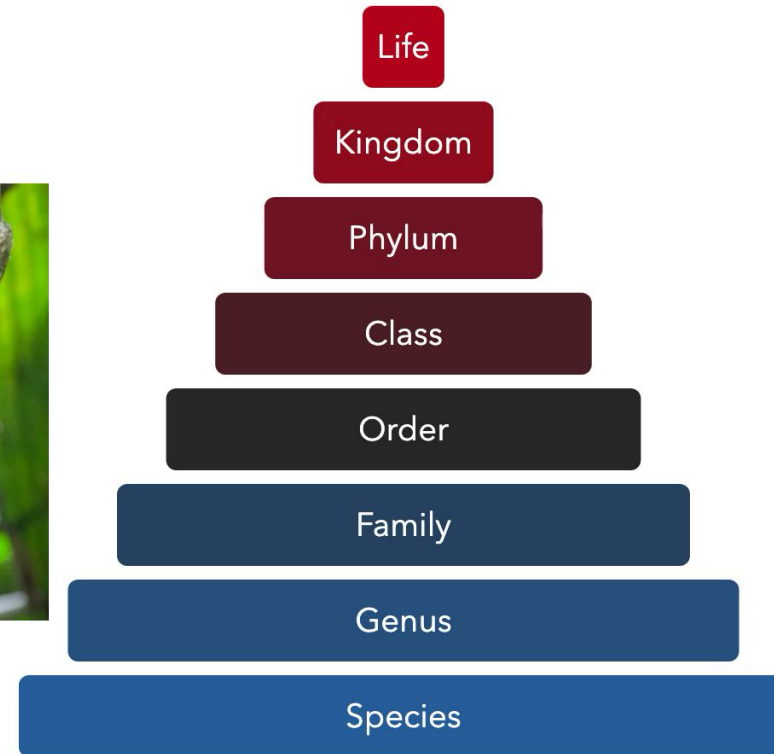 Life
Kingdom
Phylum
Class
Order
Family
Genus
Species